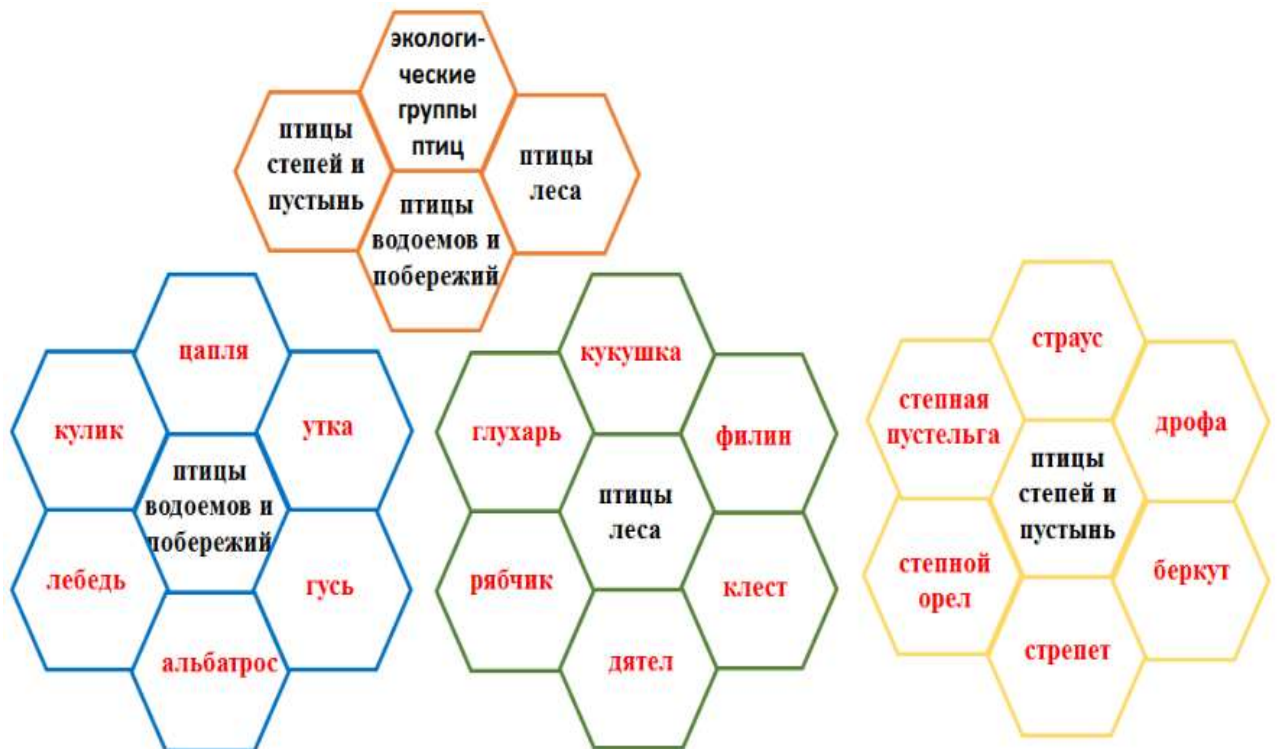 экологи-
ческие
группы
птиц
птицы
степей и
пустынь
птицы
леса
птицы
водоемов и
побережий
цапля
кулик
утка
птицы
водоемов и
побережий
лебедь
гусь
альбатрос
кукушка
глухарь
филин
птицы
леса
рябчик
клест
дятел
страус
степная
пустельга
дрофа
птицы
степей и
пустынь
степной
орел
беркут
стрепет